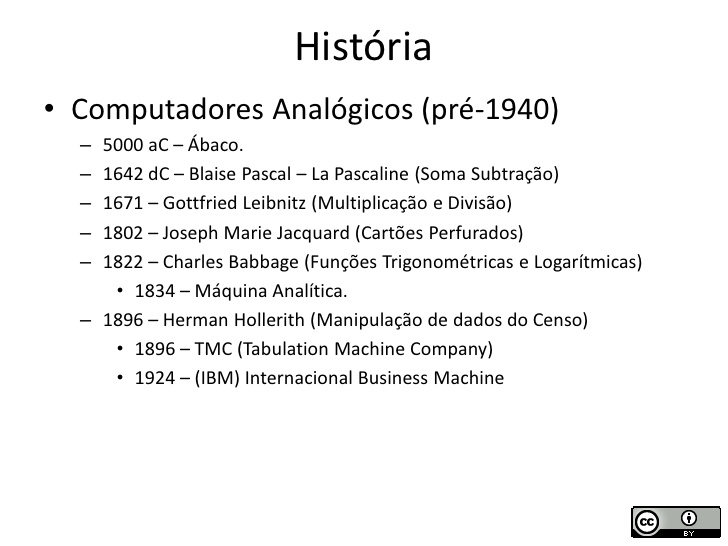 História
• Computadores Analógicos (pré-1940)
– 5000 aC – Ábaco.
– 1642 dC – Blaise Pascal – La Pascaline (Soma Subtração)
– 1671 – Gottfried Leibnitz (Multiplicação e Divisão)
– 1802 – Joseph Marie Jacquard (Cartões Perfurados)
– 1822 – Charles Babbage (Funções Trigonométricas e Logarítmicas)
• 1834 – Máquina Analítica.
– 1896 – Herman Hollerith (Manipulação de dados do Censo)
• 1896 – TMC (Tabulation Machine Company)
• 1924 – (IBM) Internacional Business Machine
cc
BY